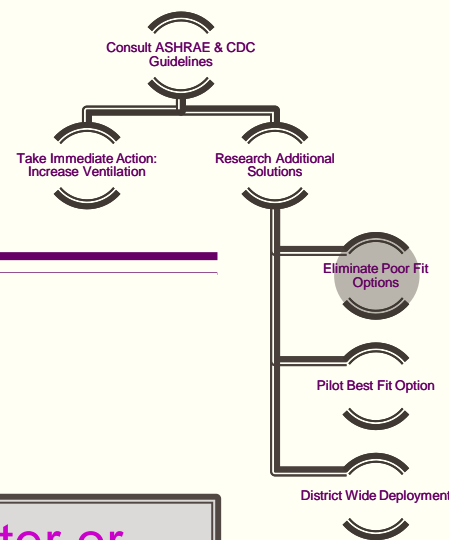 Consult ASHRAE & CDC
Guidelines
Take Immediate Action:
Increase Ventilation
Research Additional
Solutions
Eliminate Poor Fit
Options
Pilot Best Fit Option
District Wide Deployment
or